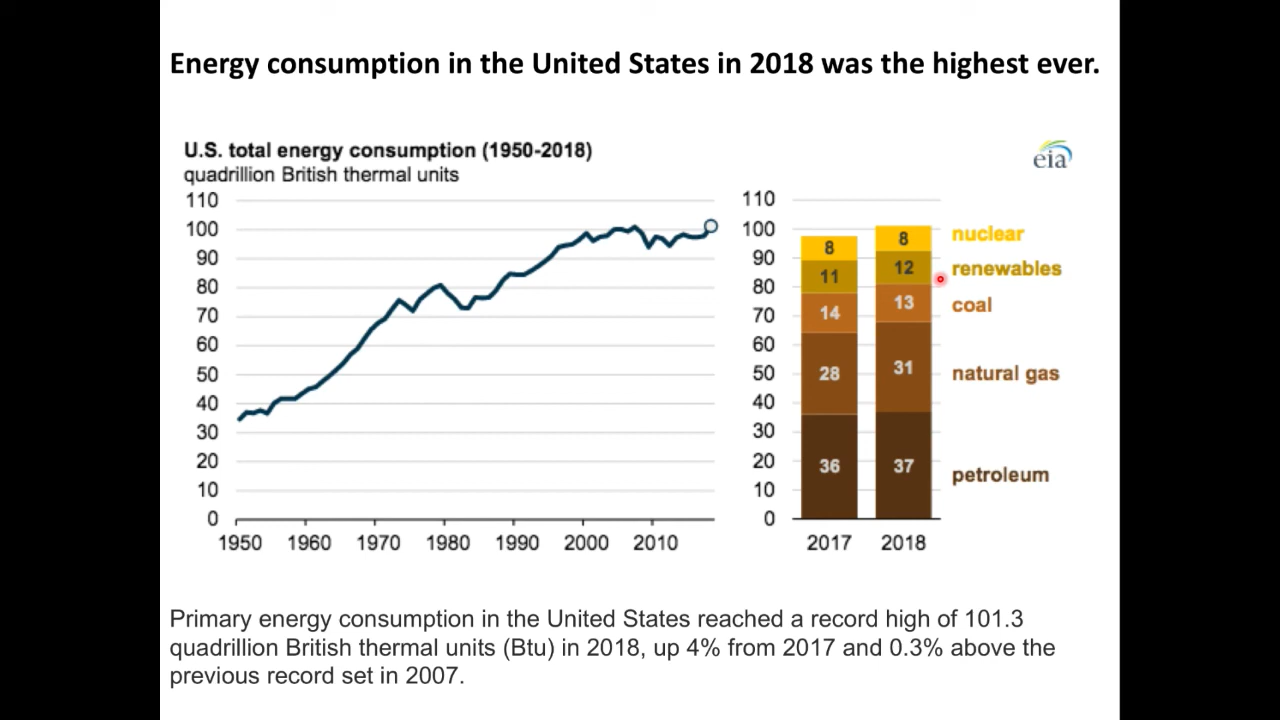 Energy consumption in the United States in 2018 was the highest ever.
U.S. total energy consumption (1950-2018)
quadrillion British thermal units
eia
110
100
90
80
70
60
50
40
30
20
10
0
1950 1960 1970 1980 1990 2000 2010
110
100
90
80
70
60
50
40
30
20
10
0
8 8 nuclear
11 12 renewables
14 13 coal
28 31 natural gas
36 37 petroleum
2017 2018
Primary energy consumption in the United States reached a record high of 101.3
quadrillion British thermal units (Btu) in 2018, up 4% from 2017 and 0.3% above the
previous record set in 2007.